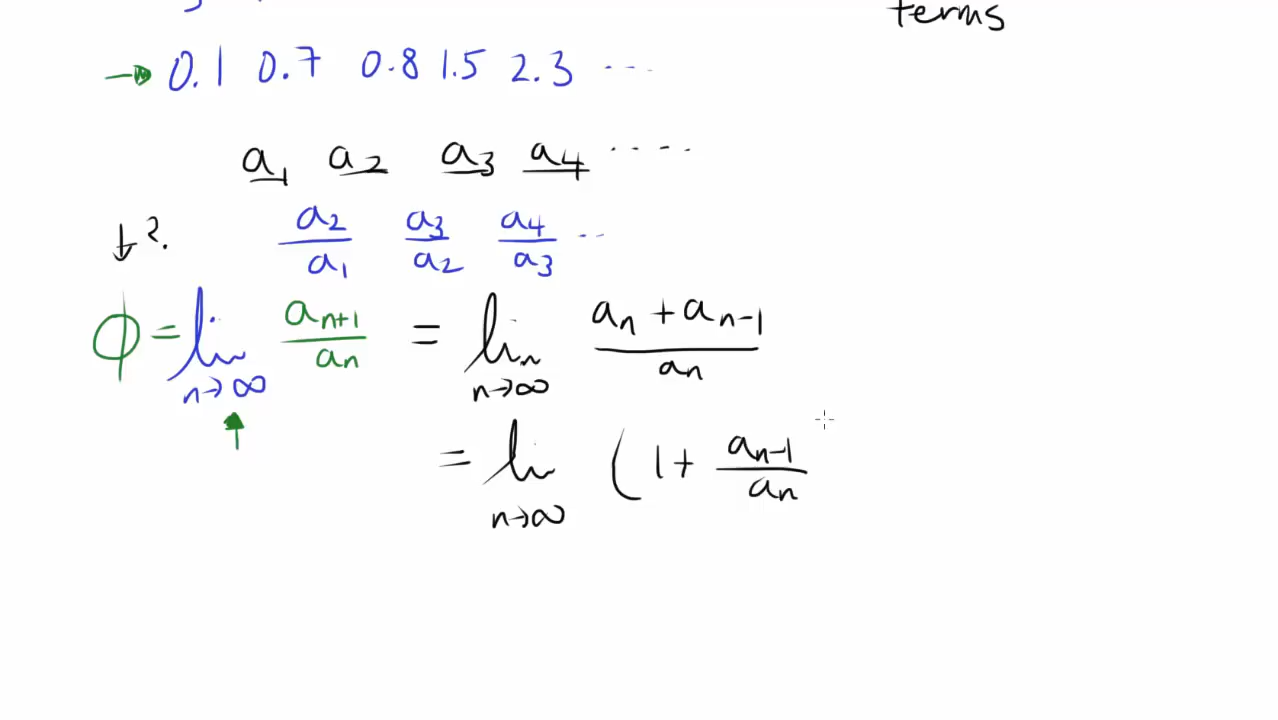 terms
→ 0.1 0.7 0.8 1.5 2.3 ...
a₁ a₂ a₃ a₄ ....
↓ ?. a₂/a₁ a₃/a₂ a₄/a₃ ..
ϕ = lim n→∞ aₙ₊₁/aₙ = lim n→∞ (aₙ + aₙ₋₁)/aₙ
= lim n→∞ (1 + aₙ₋₁/aₙ